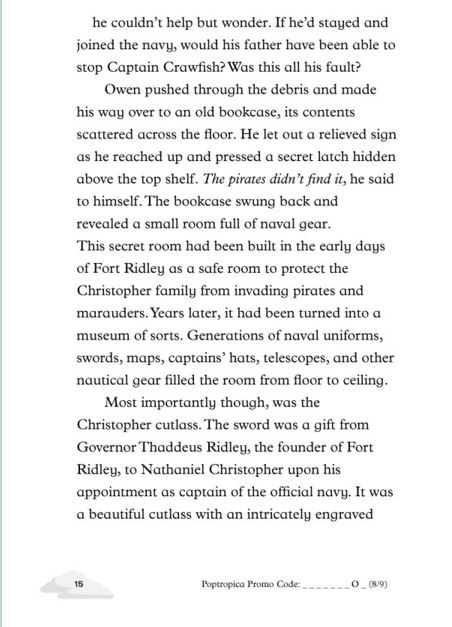 he couldn’t help but wonder. If he’d stayed and
joined the navy, would his father have been able to
stop Captain Crawfish? Was this all his fault?
Owen pushed through the debris and made
his way over to an old bookcase, its contents
scattered across the floor. He let out a relieved sign
as he reached up and pressed a secret latch hidden
above the top shelf. The pirates didn’t find it, he said
to himself. The bookcase swung back and
revealed a small room full of naval gear.
This secret room had been built in the early days
of Fort Ridley as a safe room to protect the
Christopher family from invading pirates and
marauders. Years later, it had been turned into a
museum of sorts. Generations of naval uniforms,
swords, maps, captains’ hats, telescopes, and other
nautical gear filled the room from floor to ceiling.
Most importantly though, was the
Christopher cutlass. The sword was a gift from
Governor Thaddeus Ridley, the founder of Fort
Ridley, to Nathaniel Christopher upon his
appointment as captain of the official navy. It was
a beautiful cutlass with an intricately engraved
15 Poptropica Promo Code: _ _ _ _ _ _ _ O _ (8/9)